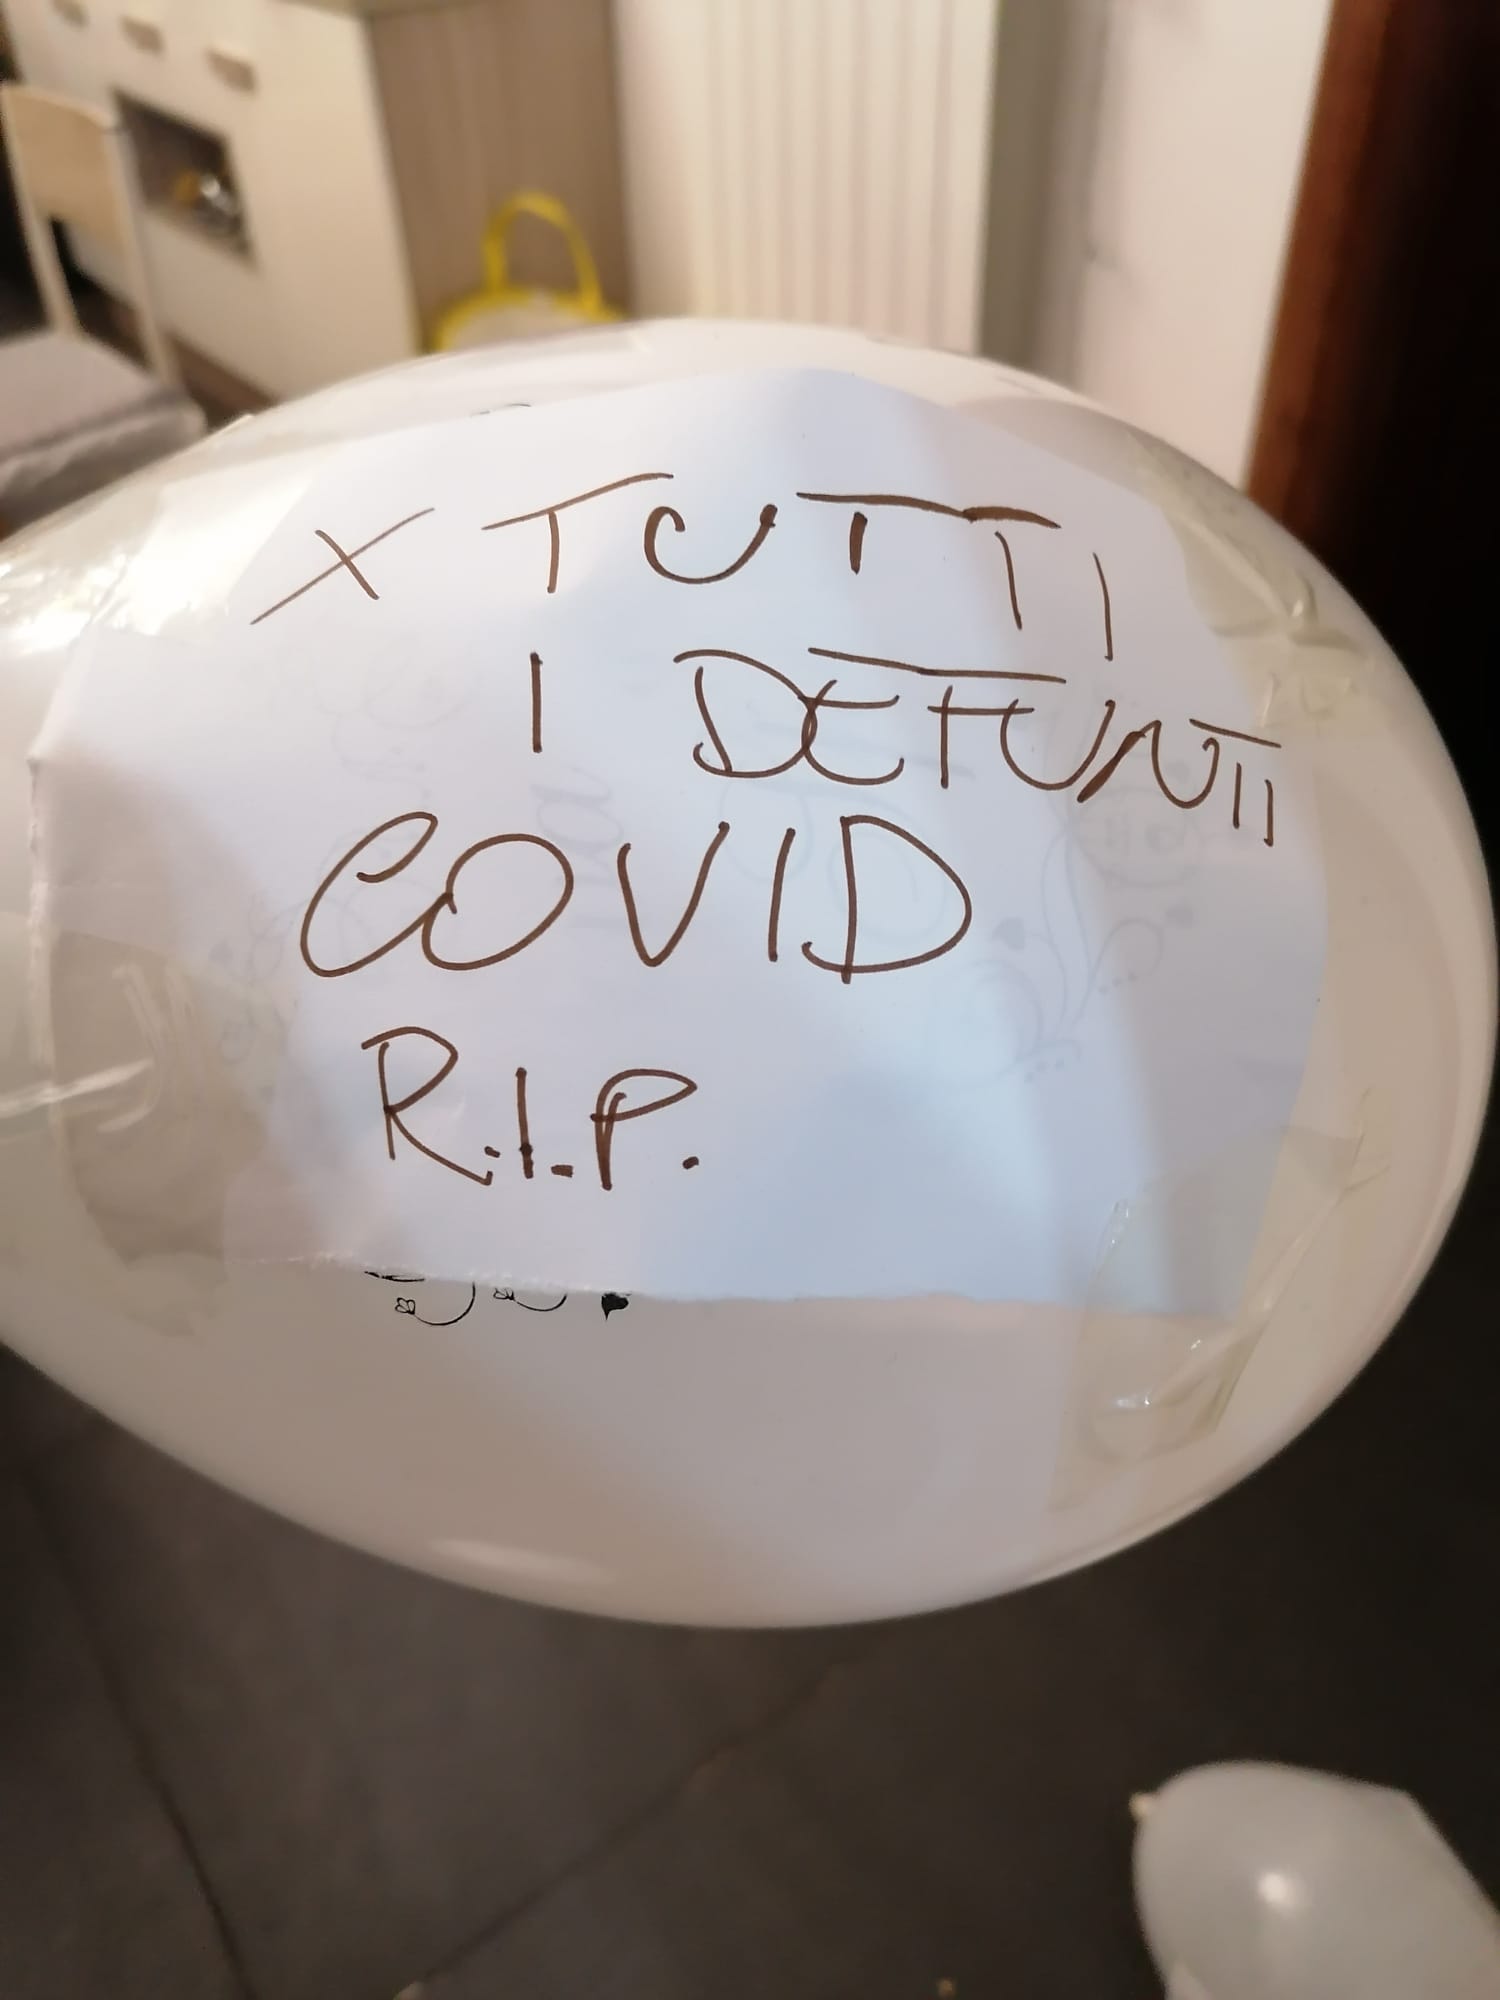 X TUTTI
I DEFUNTI
COVID
R.I.P.